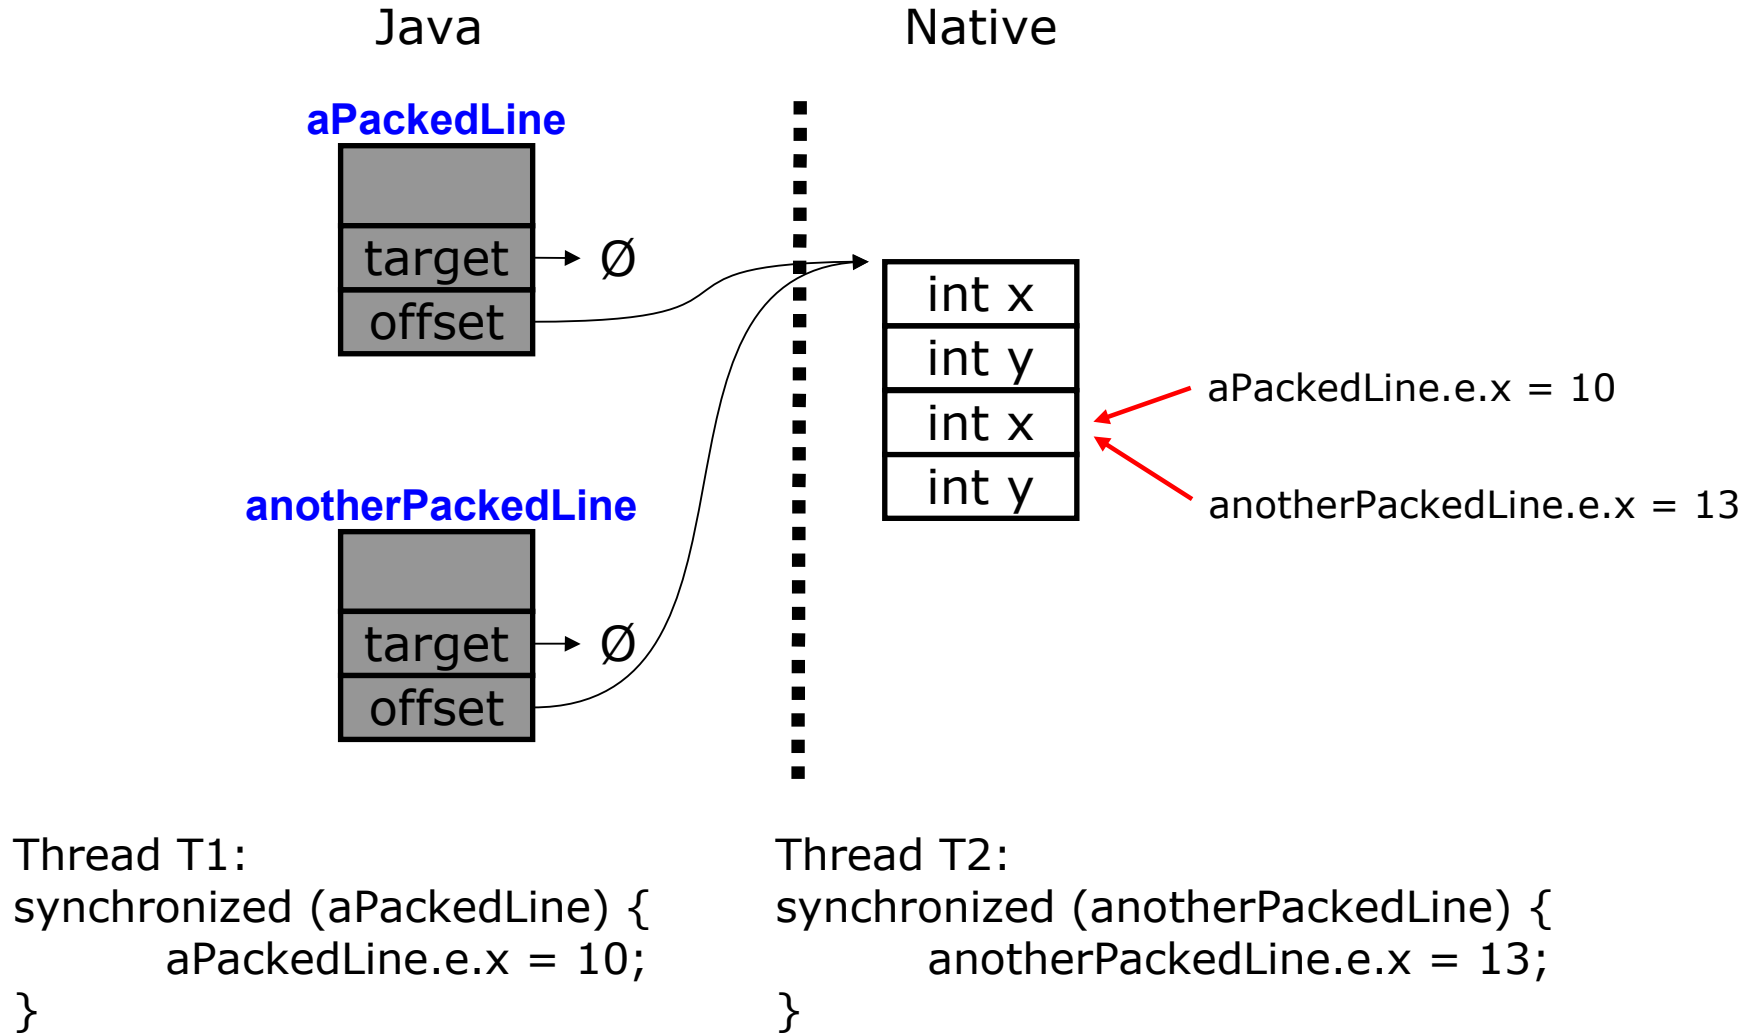 Java
Native
aPackedLine
target
Ø
offset
int x
int y
int x
int y
aPackedLine.e.x = 10
anotherPackedLine.e.x = 13
anotherPackedLine
target
Ø
offset
Thread T1:
synchronized (aPackedLine) {
aPackedLine.e.x = 10;
}
Thread T2:
synchronized (anotherPackedLine) {
anotherPackedLine.e.x = 13;
}